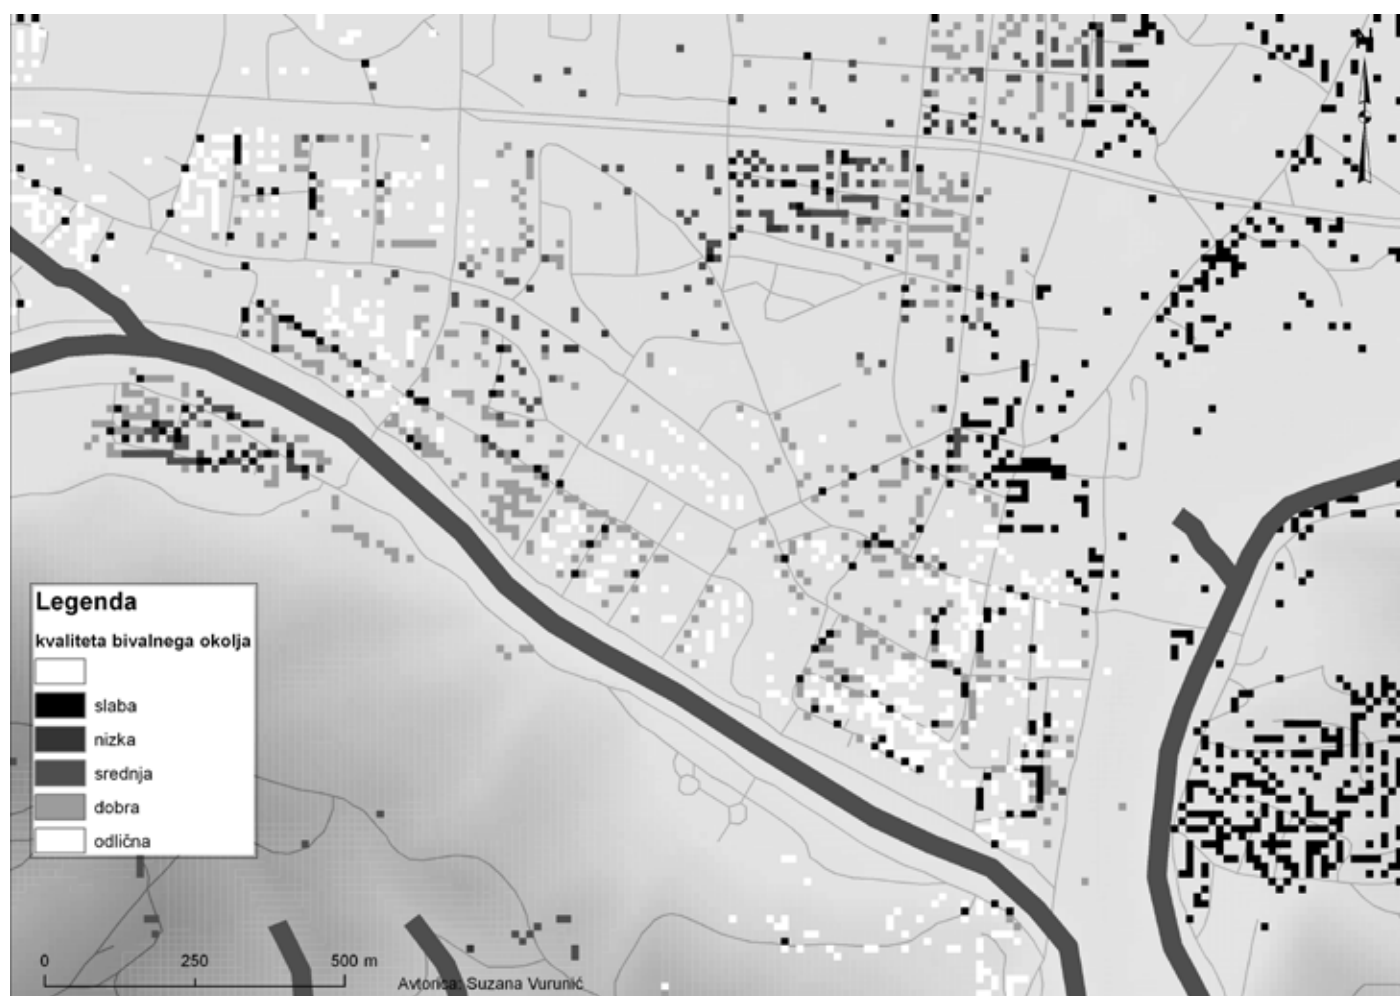 Legenda
kvaliteta bivalnega okolja
slaba
nizka
srednja
dobra
odlična
0 250 500 m
Avtorica: Suzana Vurunić